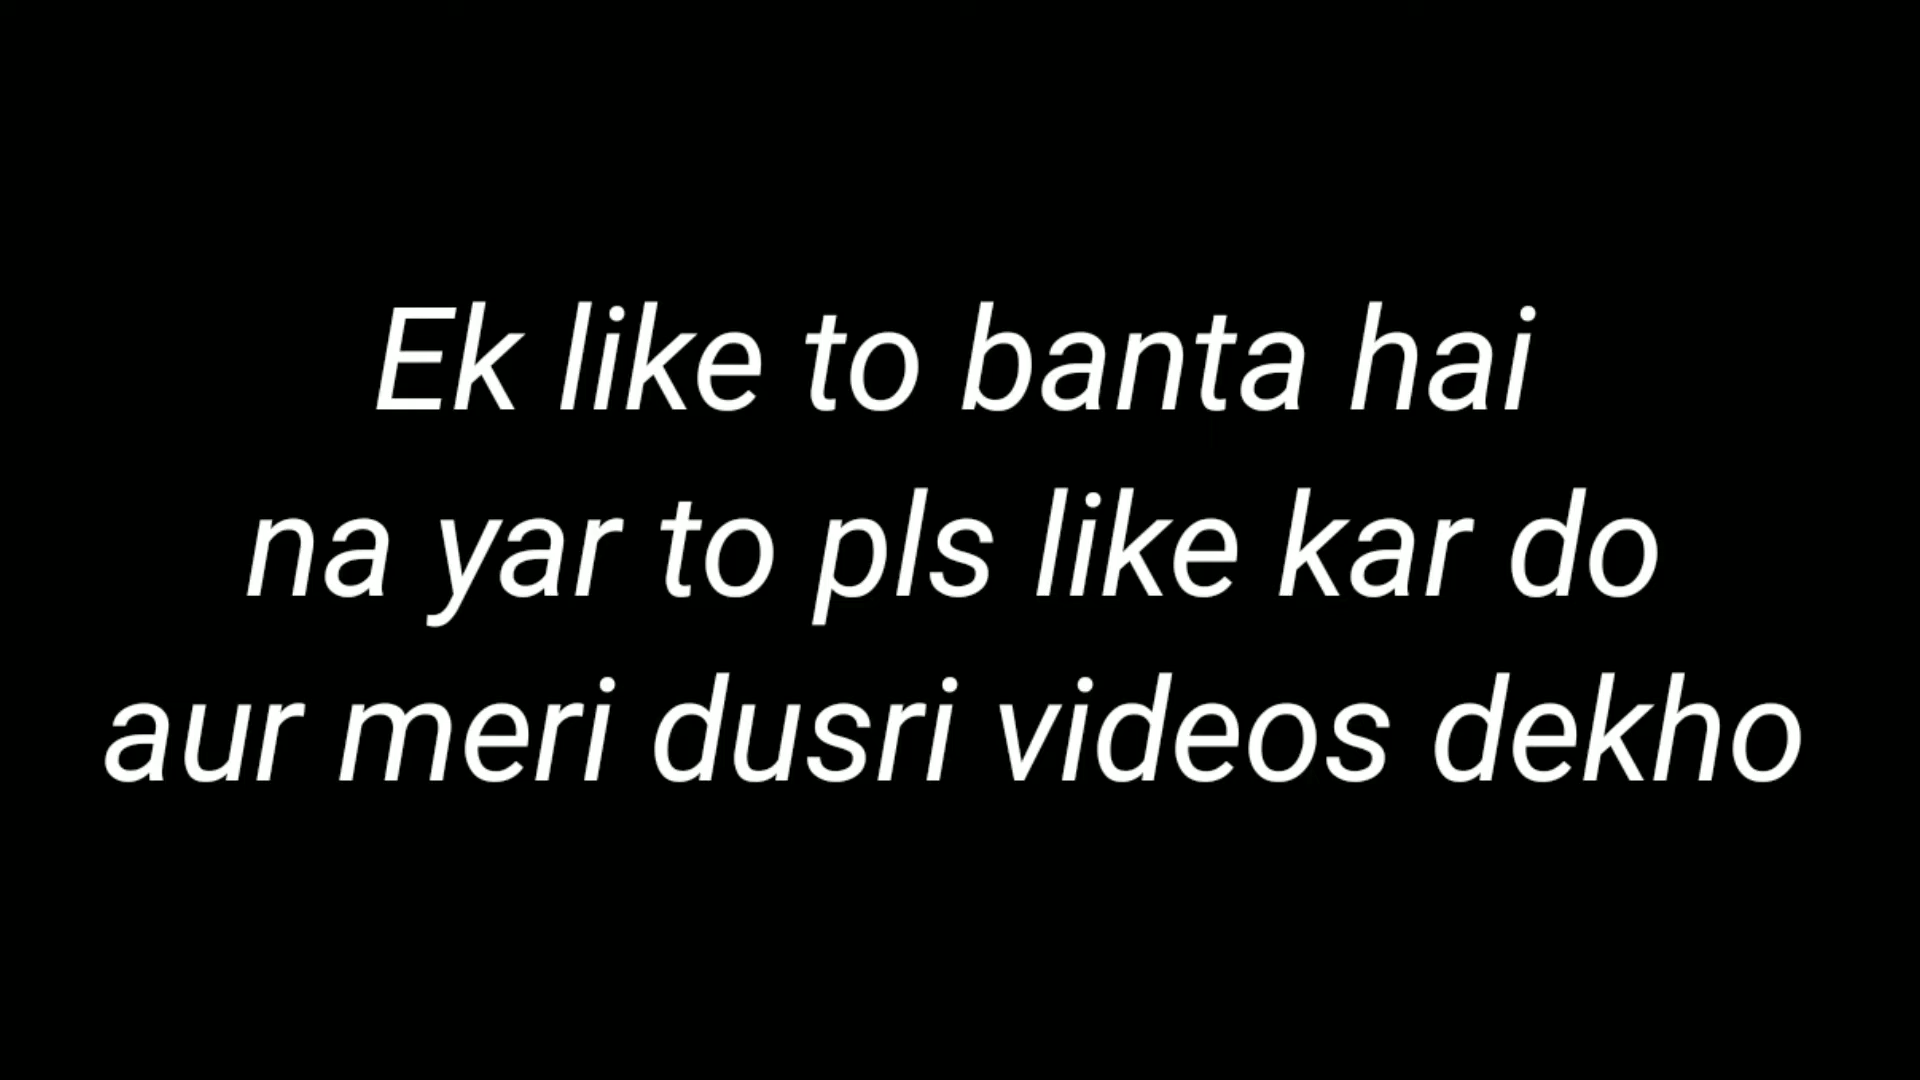 Ek like to banta hai
na yar to pls like kar do
aur meri dusri videos dekho